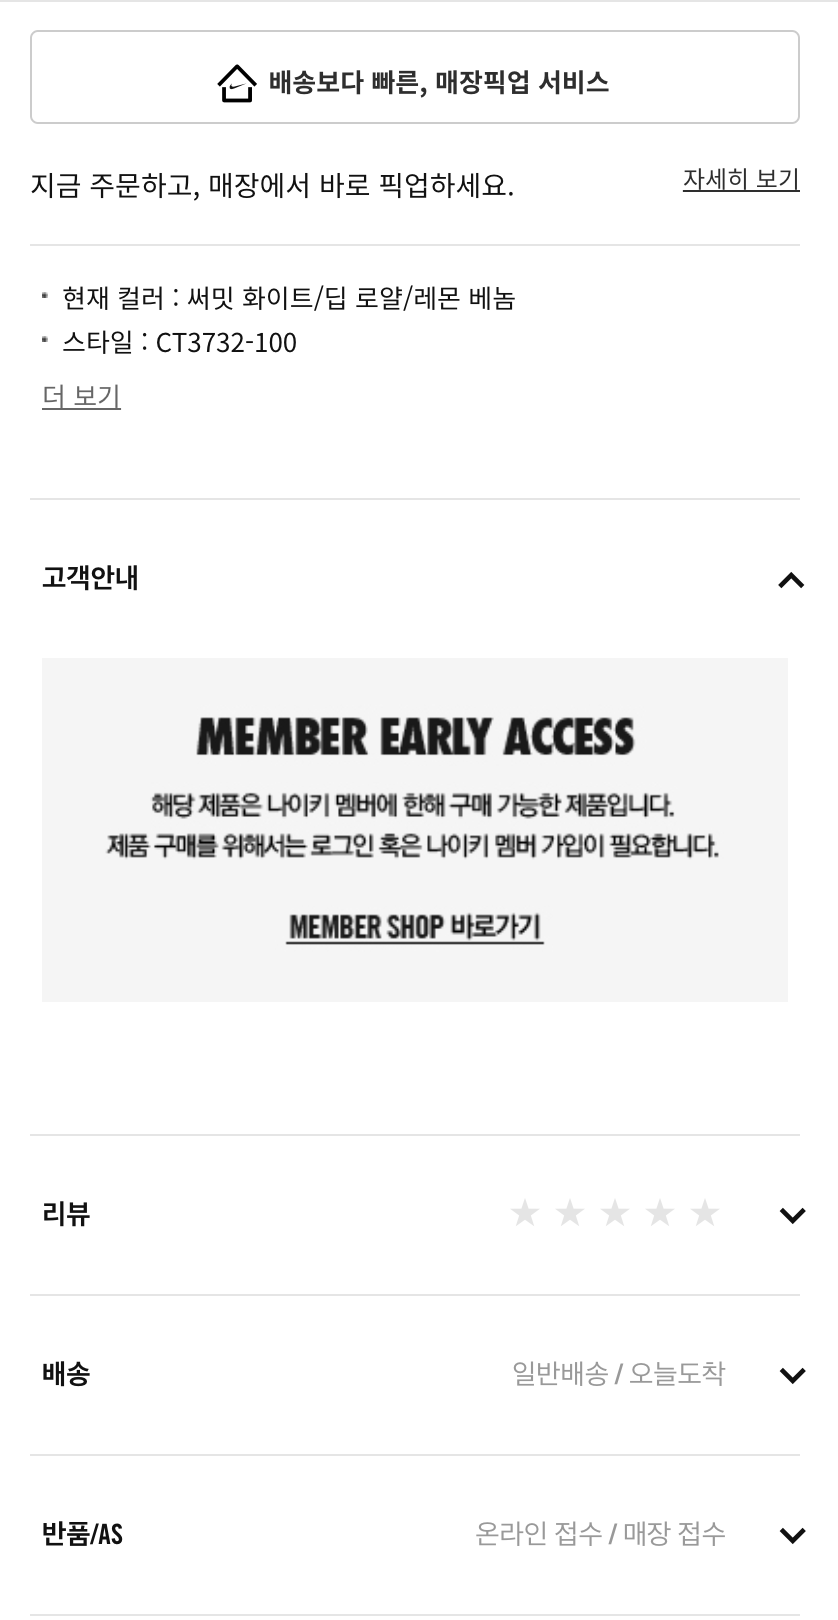 배송보다 빠른, 매장픽업 서비스
지금 주문하고, 매장에서 바로 픽업하세요.
자세히 보기
현재 컬러 : 써밋 화이트/딥 로얄/레몬 베놈
스타일 : CT3732-100
더 보기
고객안내
MEMBER EARLY ACCESS
해당 제품은 나이키 멤버에 한해 구매 가능한 제품입니다.
제품 구매를 위해서는 로그인 혹은 나이키 멤버 가입이 필요합니다.
MEMBER SHOP 바로가기
리뷰
배송
일반배송 / 오늘도착
반품/AS
온라인 접수 / 매장 접수